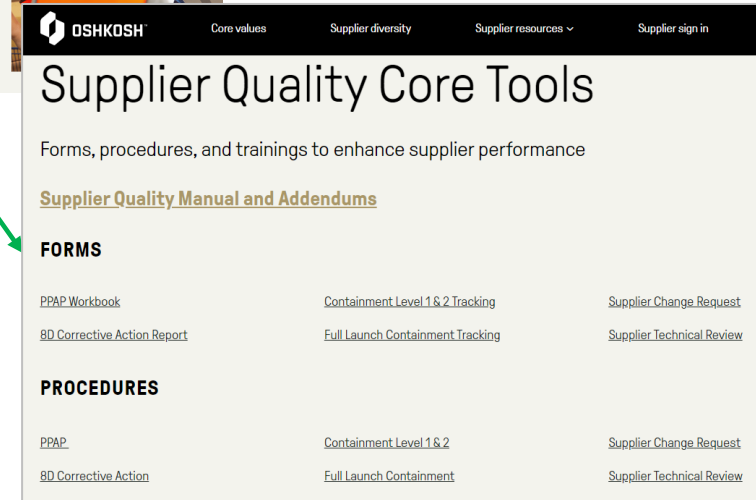 OSHKOSH™ Core values Supplier diversity Supplier resources Supplier sign in
Supplier Quality Core Tools
Forms, procedures, and trainings to enhance supplier performance
Supplier Quality Manual and Addendums
FORMS
PPAP Workbook Containment Level 1 & 2 Tracking Supplier Change Request
8D Corrective Action Report Full Launch Containment Tracking Supplier Technical Review
PROCEDURES
PPAP Containment Level 1 & 2 Supplier Change Request
8D Corrective Action Full Launch Containment Supplier Technical Review